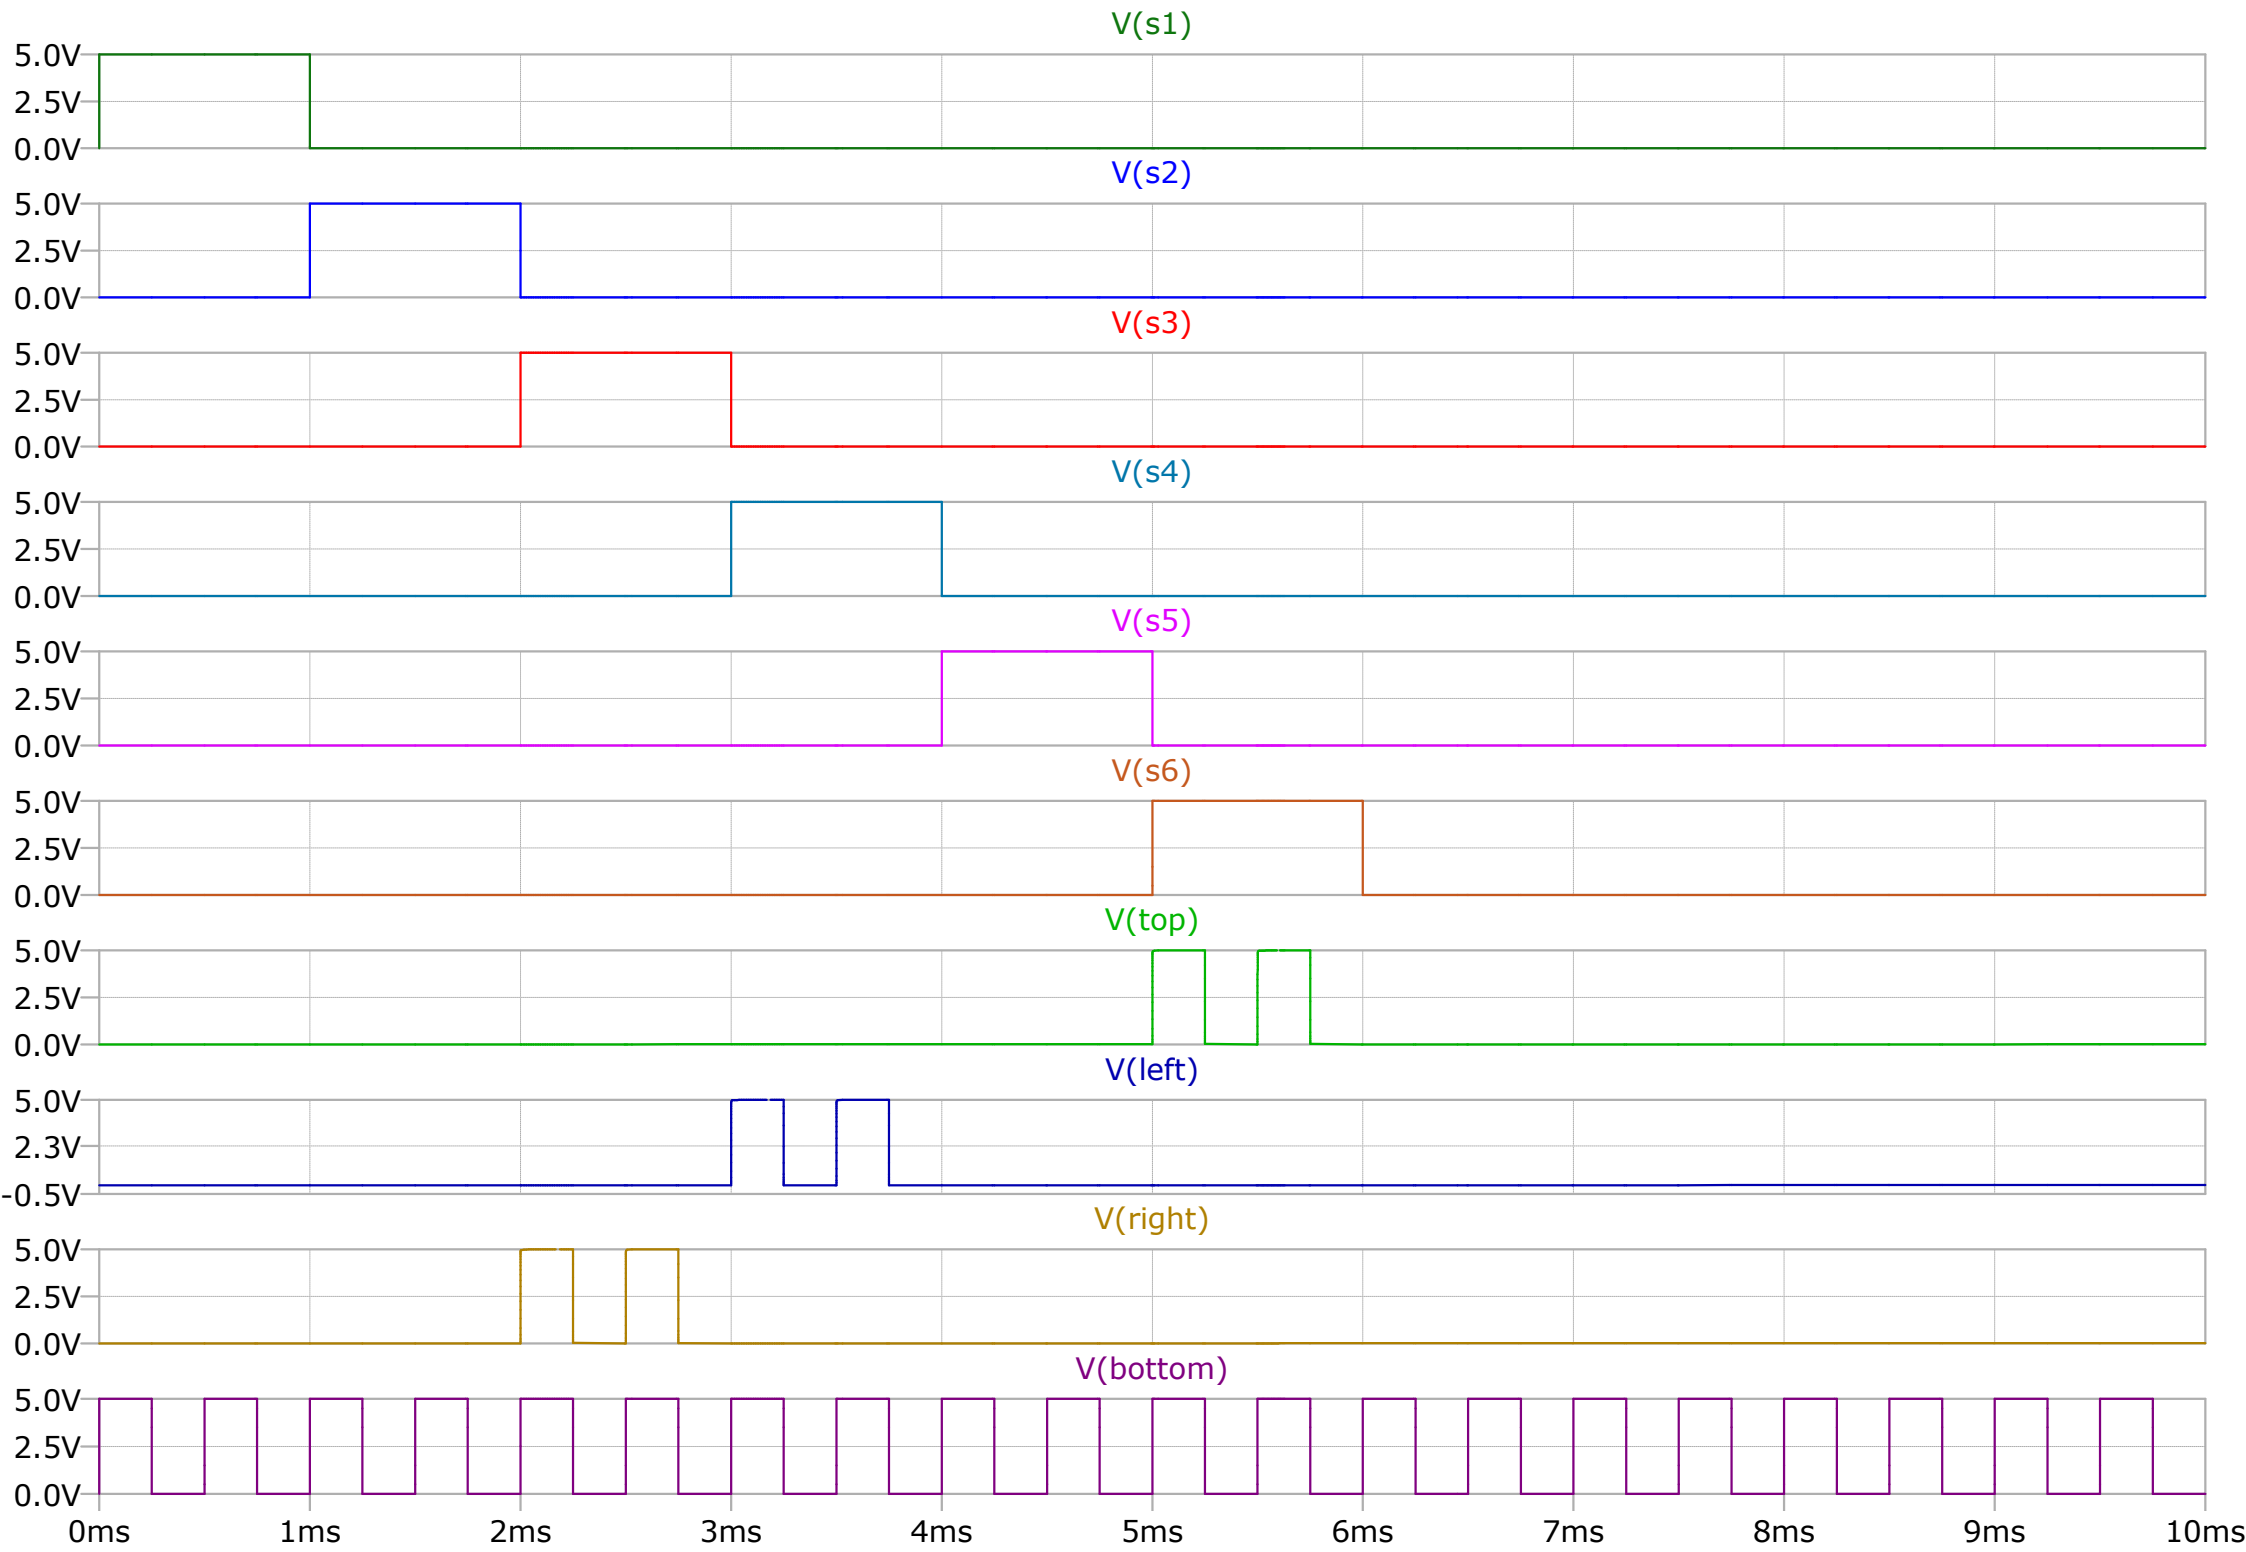 V(s1)
5.0V
2.5V
0.0V
V(s2)
5.0V
2.5V
0.0V
V(s3)
5.0V
2.5V
0.0V
V(s4)
5.0V
2.5V
0.0V
V(s5)
5.0V
2.5V
0.0V
V(s6)
5.0V
2.5V
0.0V
V(top)
5.0V
2.5V
0.0V
V(left)
5.0V
2.3V
-0.5V
V(right)
5.0V
2.5V
0.0V
V(bottom)
5.0V
2.5V
0.0V
0ms 1ms 2ms 3ms 4ms 5ms 6ms 7ms 8ms 9ms 10ms